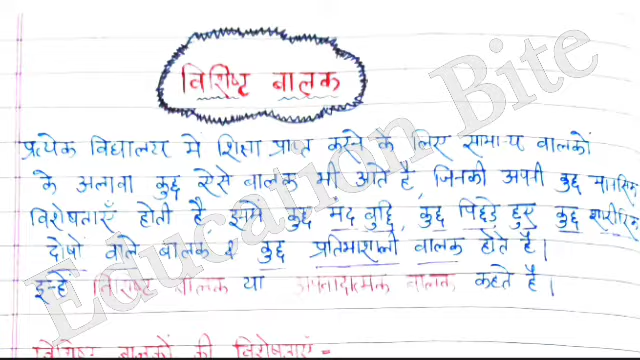 विशिष्ट बालक
प्रत्येक विद्यालय मे शिक्षा प्राप्त करने के लिए सामान्य बालकों
के अलावा कुछ ऐसे बालक भी आते है, जिनकी अपनी कुछ मानसिक
विशेषताएँ होती है, इसमे कुछ मंद बुद्दि, कुछ पिछड़े हुए कुछ शारीरिक
दोषो वाले बालक & कुछ प्रतिभाशाली बालक होते है।
इन्हें विशिष्ट बालक या अपवादात्मक बालक कहते है।
विशिष्ट बालकों की विशेषताएं -
Education Bite